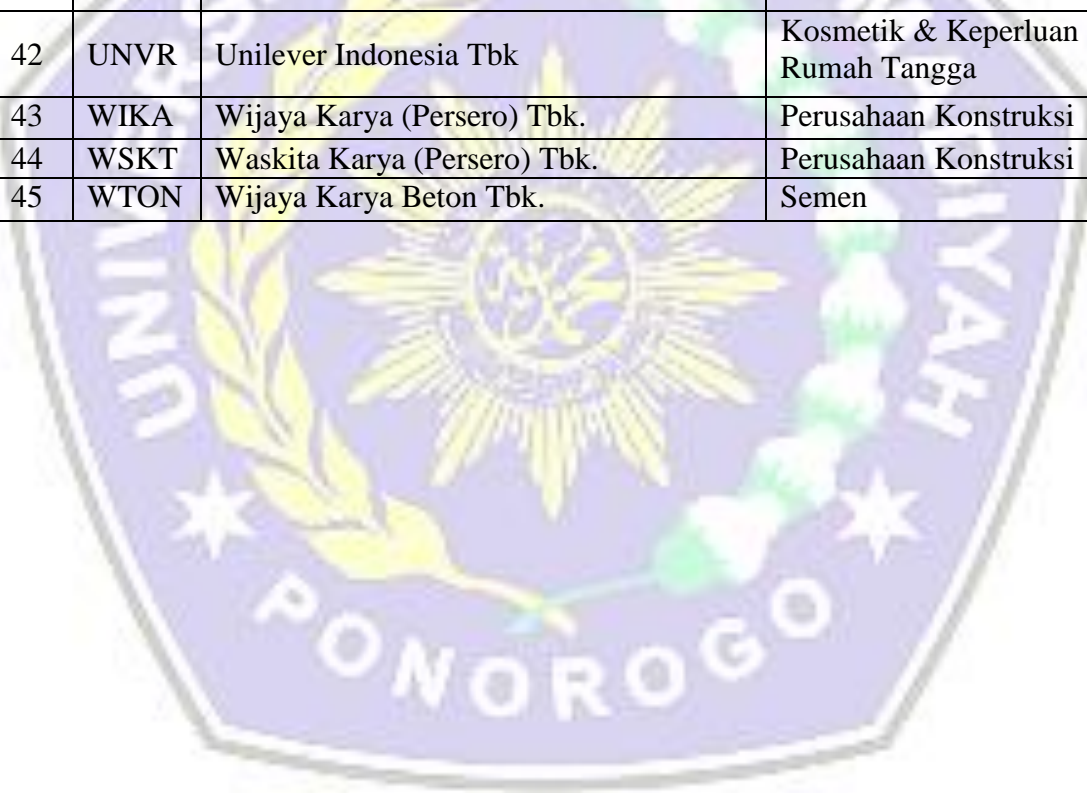 42 UNVR Unilever Indonesia Tbk Kosmetik & Keperluan
Rumah Tangga
43 WIKA Wijaya Karya (Persero) Tbk. Perusahaan Konstruksi
44 WSKT Waskita Karya (Persero) Tbk. Perusahaan Konstruksi
45 WTON Wijaya Karya Beton Tbk. Semen
PONOROGO